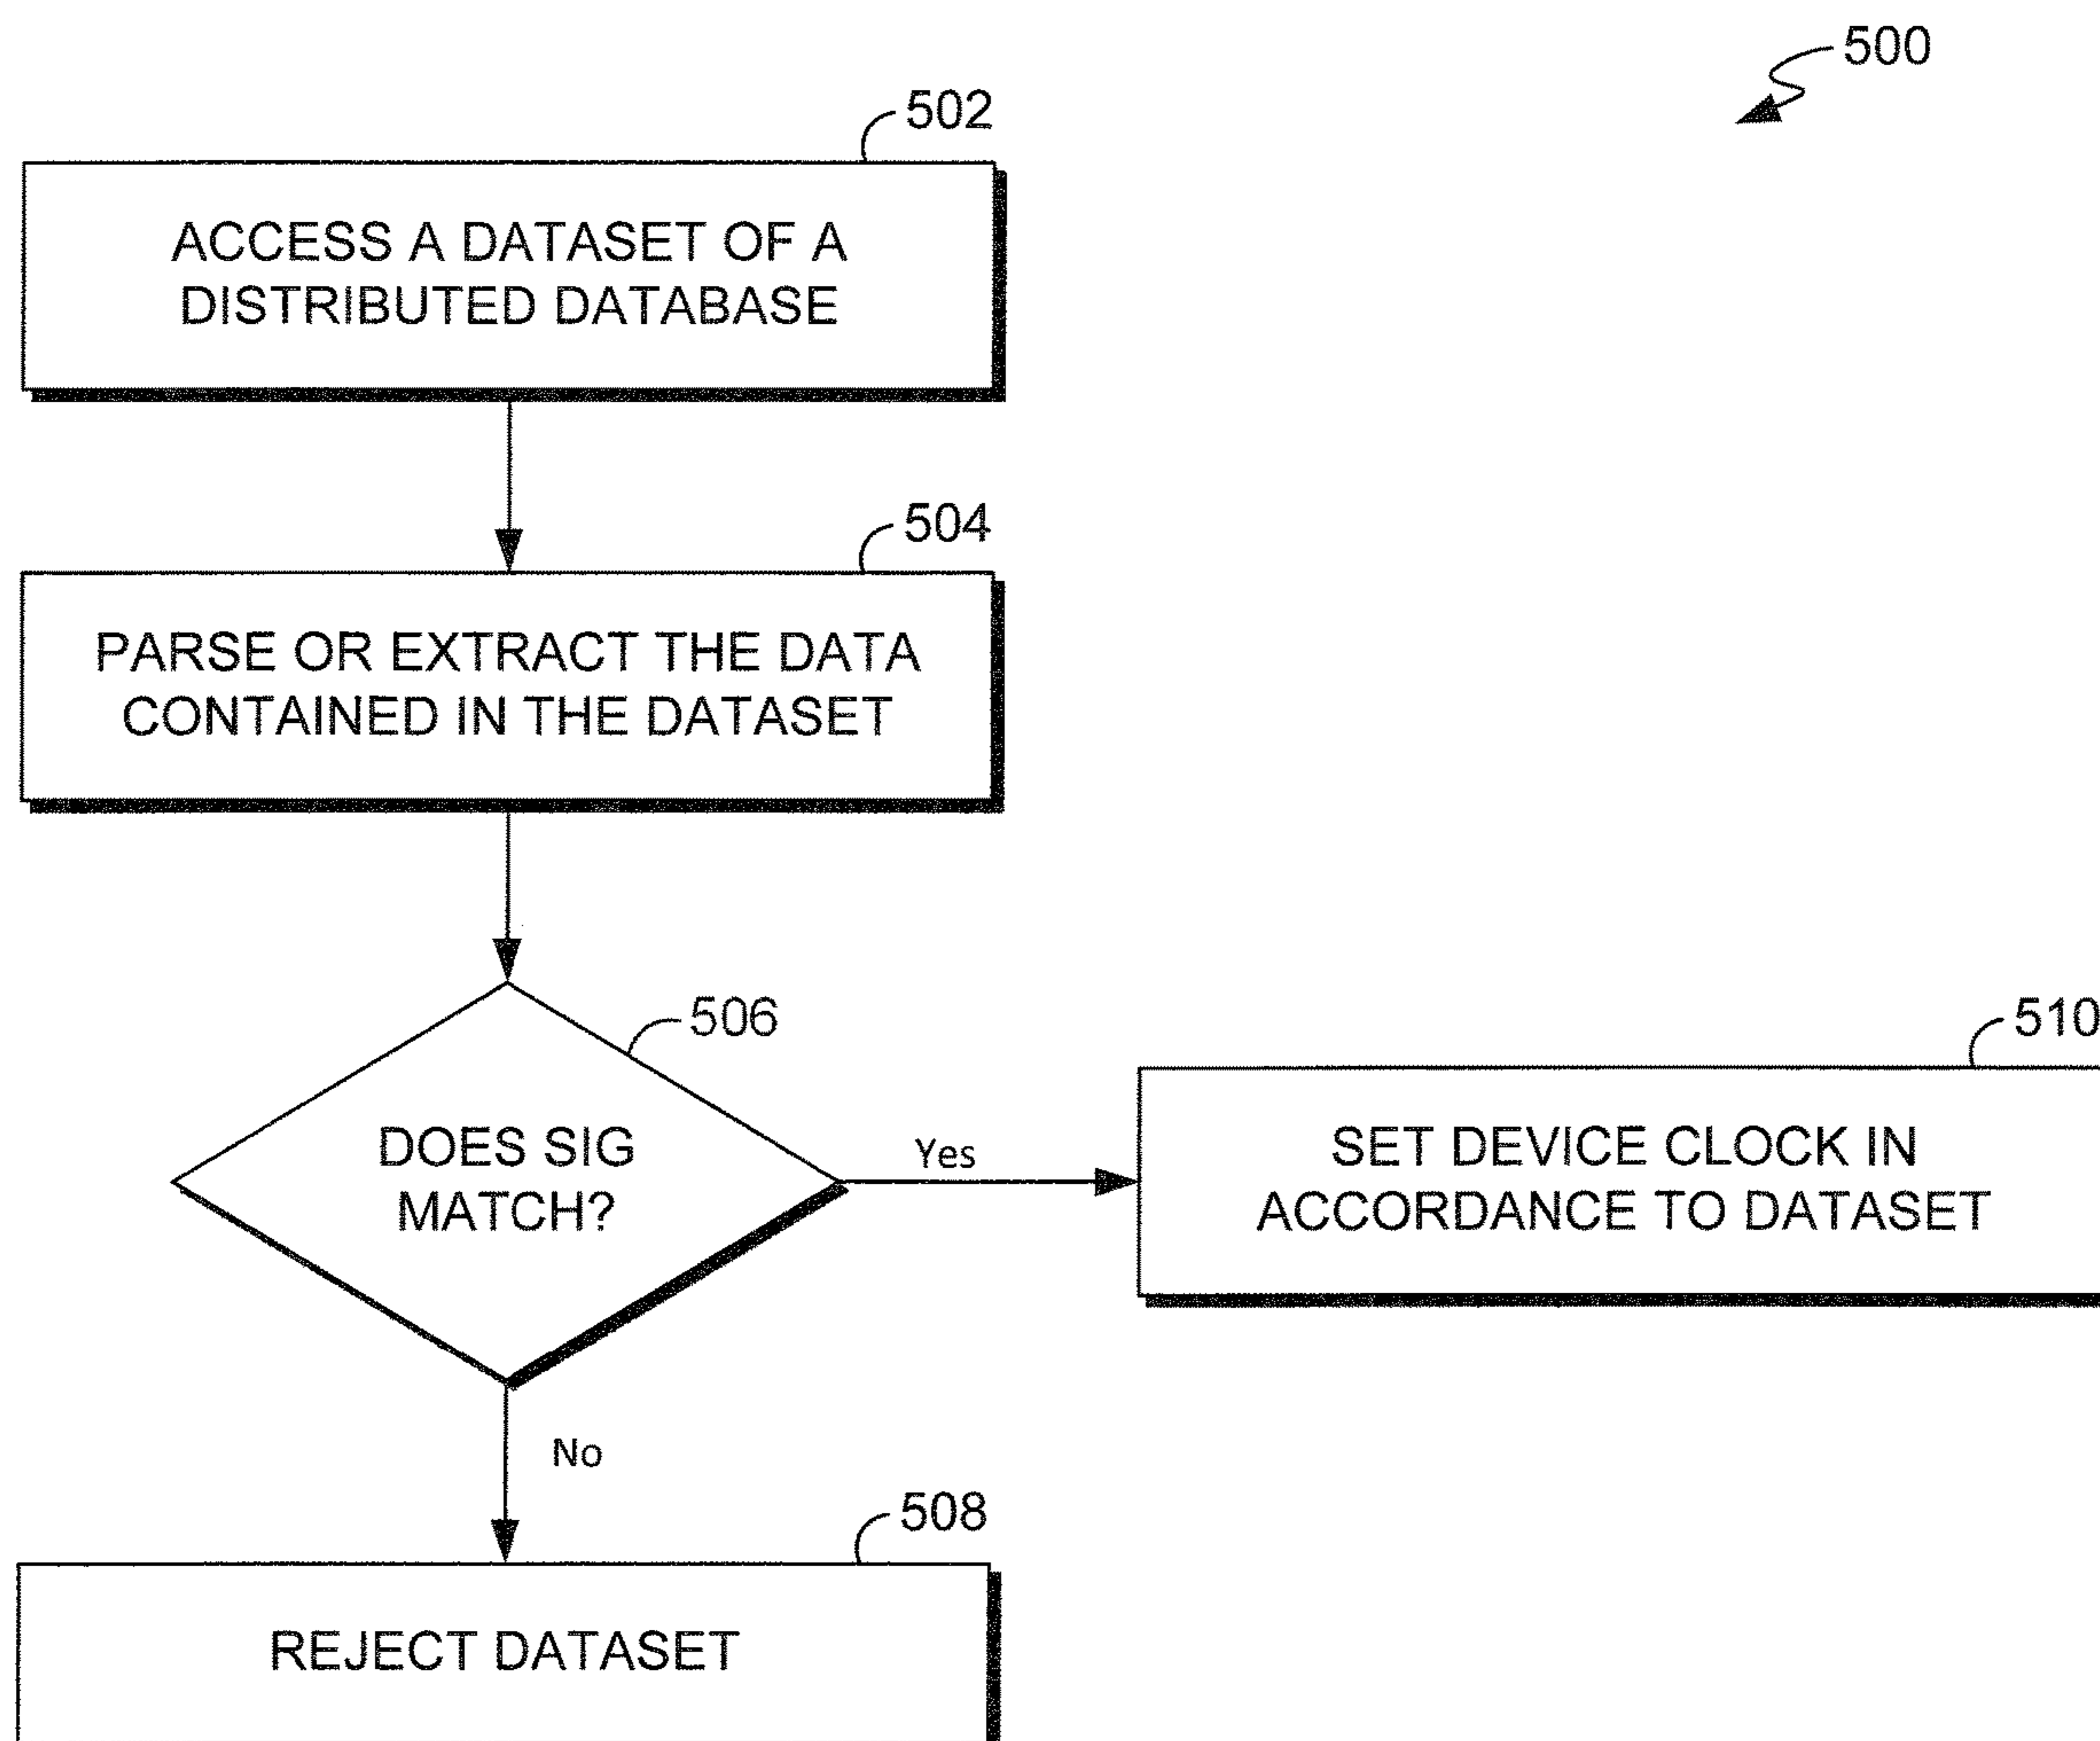 500
502
ACCESS A DATASET OF A
DISTRIBUTED DATABASE
504
PARSE OR EXTRACT THE DATA
CONTAINED IN THE DATASET
506
DOES SIG
MATCH?
Yes
510
SET DEVICE CLOCK IN
ACCORDANCE TO DATASET
No
508
REJECT DATASET